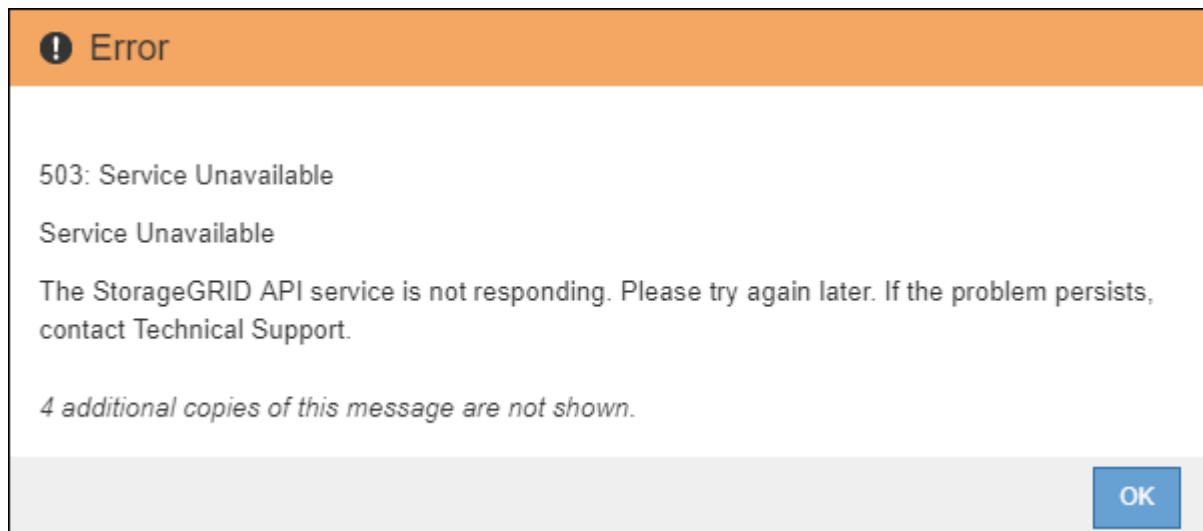 Error
503: Service Unavailable
Service Unavailable
The StorageGRID API service is not responding. Please try again later. If the problem persists,
contact Technical Support.
4 additional copies of this message are not shown.
OK